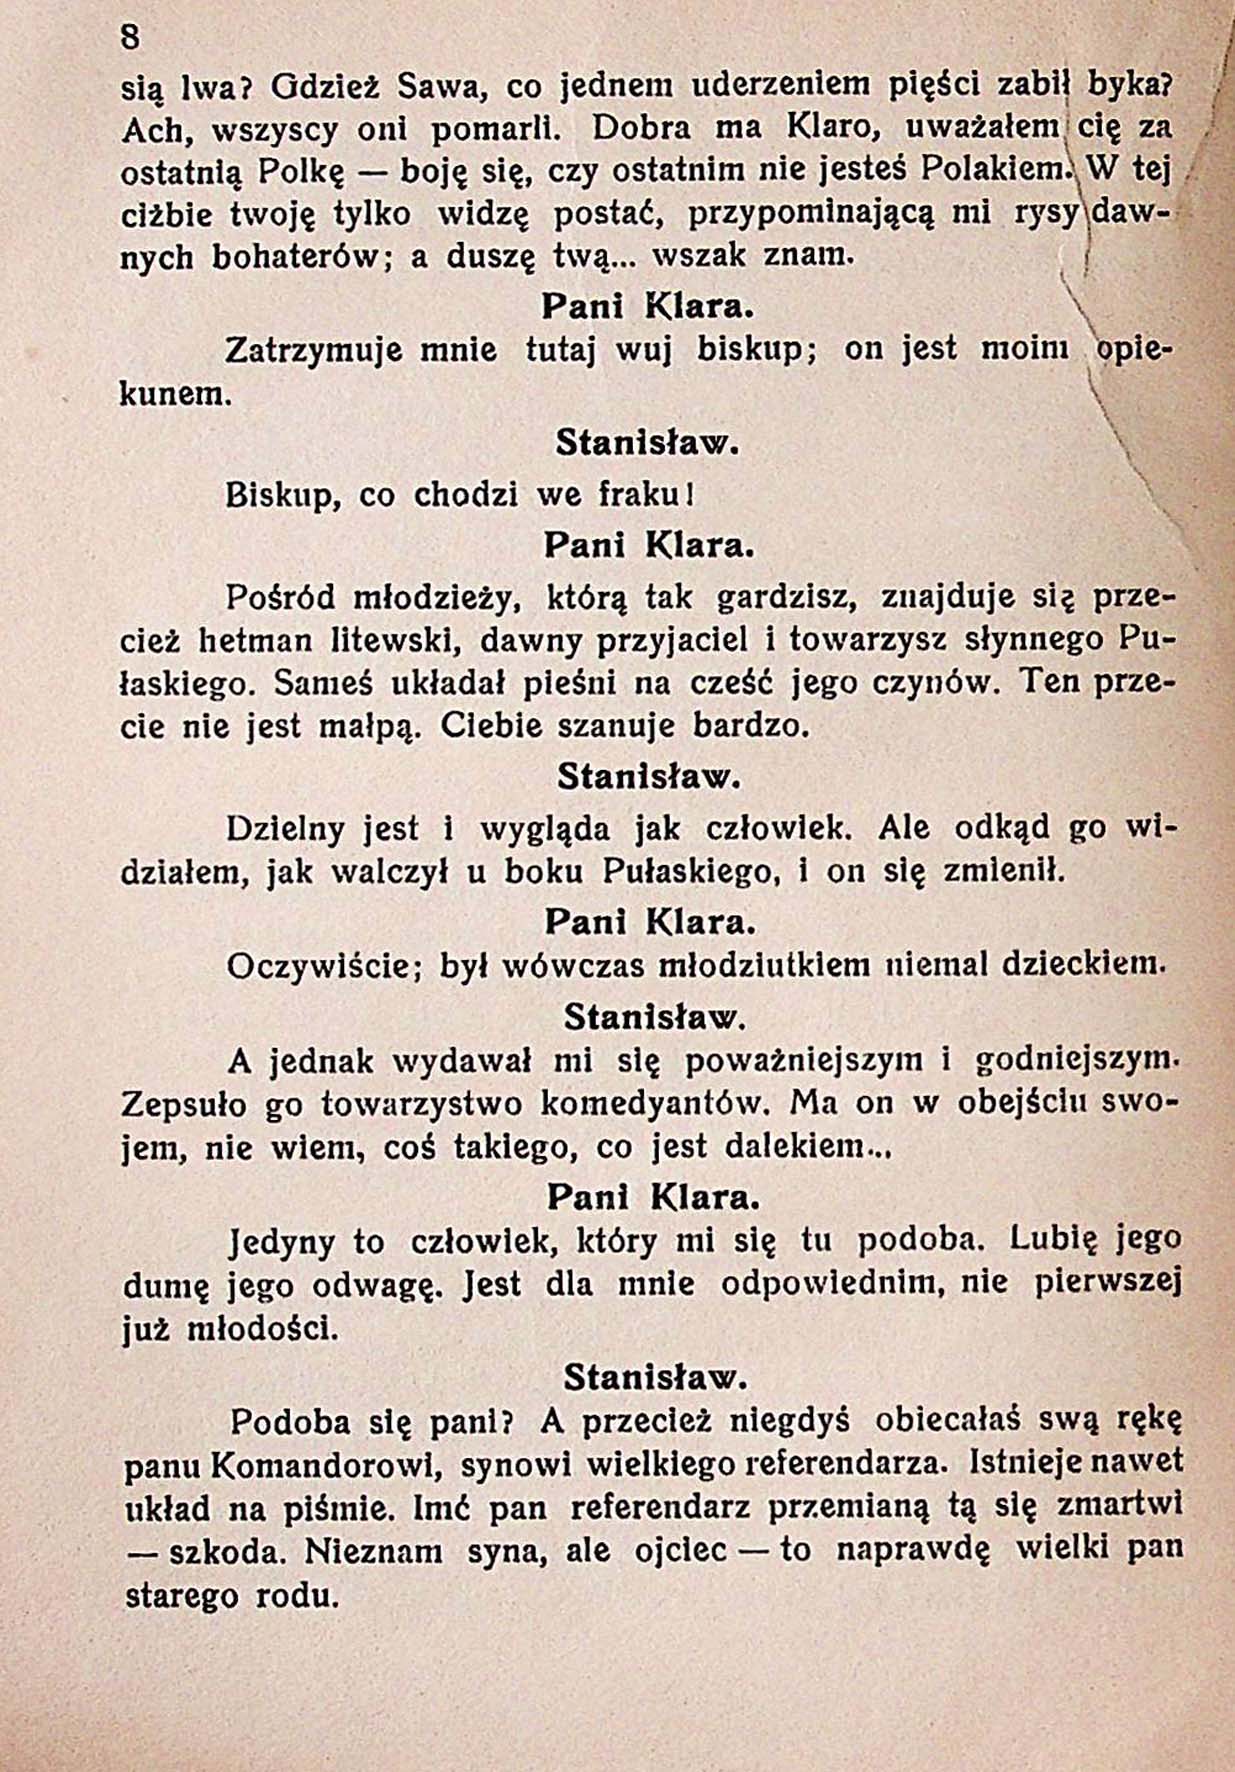 8
sią lwa? Gdzież Sawa, co jednem uderzeniem pięści zabił byka?
Ach, wszyscy oni pomarli. Dobra ma Klaro, uważałem cię za
ostatnią Polkę — boję się, czy ostatnim nie jesteś Polakiem. W tej
ciżbie twoję tylko widzę postać, przypominającą mi rysy daw-
nych bohaterów; a duszę twą... wszak znam.
Pani Klara.
Zatrzymuje mnie tutaj wuj biskup; on jest moim opie-
kunem.
Stanisław.
Biskup, co chodzi we fraku!
Pani Klara.
Pośród młodzieży, którą tak gardzisz, znajduje się prze-
cież hetman litewski, dawny przyjaciel i towarzysz słynnego Pu-
łaskiego. Sameś układał pieśni na cześć jego czynów. Ten prze-
cie nie jest małpą. Ciebie szanuje bardzo.
Stanisław.
Dzielny jest i wygląda jak człowiek. Ale odkąd go wi-
działem, jak walczył u boku Pułaskiego, i on się zmienił.
Pani Klara.
Oczywiście; był wówczas młodziutkiem niemal dzieckiem.
Stanisław.
A jednak wydawał mi się poważniejszym i godniejszym.
Zepsuło go towarzystwo komedyantów. Ma on w obejściu swo-
jem, nie wiem, coś takiego, co jest dalekiem...
Pani Klara.
Jedyny to człowiek, który mi się tu podoba. Lubię jego
dumę jego odwagę. Jest dla mnie odpowiednim, nie pierwszej
już młodości.
Stanisław.
Podoba się pani? A przecież niegdyś obiecałaś swą rękę
panu Komandorowi, synowi wielkiego referendarza. Istnieje nawet
układ na piśmie. Imć pan referendarz przemianą tą się zmartwi
— szkoda. Nieznam syna, ale ojciec — to naprawdę wielki pan
starego rodu.